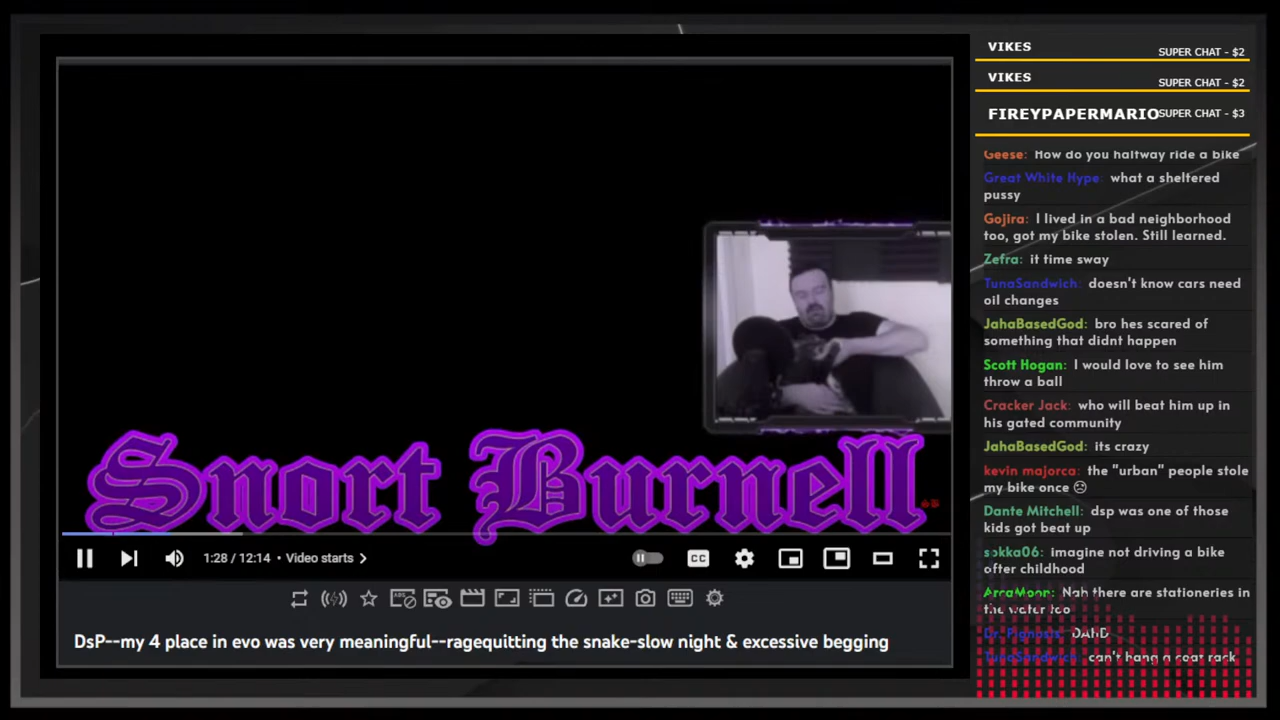 VIKES
SUPER CHAT - $2
VIKES
SUPER CHAT - $2
FIREYPAPERMARIO
SUPER CHAT - $3
Geese: How do you halfway ride a bike
Great White Hype: what a sheltered
pussy
Gojira: I lived in a bad neighborhood
too, got my bike stolen. Still learned.
Zefra: it time sway
TunaSandwich: doesn't know cars need
oil changes
JahaBasedGod: bro hes scared of
something that didnt happen
Scott Hogan: I would love to see him
throw a ball
Cracker Jack: who will beat him up in
his gated community
JahaBasedGod: its crazy
kevin majorca: the "urban" people stole
my bike once ☹
Dante Mitchell: dsp was one of those
kids got beat up
sokka06: imagine not driving a bike
ofter childhood
ArraMoon: Nah there are stationeries in
the water too
DAHD
TunaSandwich: can't hang a coat rack
Snort Burnell
1:28 / 12:14 • Video starts >
CC
DsP--my 4 place in evo was very meaningful--ragequitting the snake-slow night & excessive begging